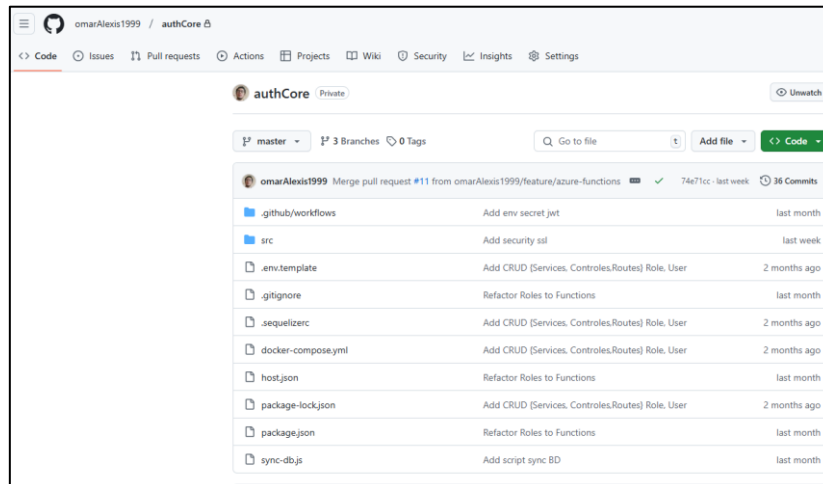 omarAlexis1999 / authCore
Code Issues Pull requests Actions Projects Wiki Security Insights Settings
authCore Private Unwatch
master 3 Branches 0 Tags Go to file t Add file Code
omarAlexis1999 Merge pull request #11 from omarAlexis1999/feature/azure-functions 74e71cc · last week 36 Commits
.github/workflows Add env secret jwt last month
src Add security ssl last week
.env.template Add CRUD {Services, Controles,Routes} Role, User 2 months ago
.gitignore Refactor Roles to Functions last month
.sequelizerc Add CRUD {Services, Controles,Routes} Role, User 2 months ago
docker-compose.yml Add CRUD {Services, Controles,Routes} Role, User 2 months ago
host.json Refactor Roles to Functions last month
package-lock.json Add CRUD {Services, Controles,Routes} Role, User 2 months ago
package.json Refactor Roles to Functions last month
sync-db.js Add script sync BD last month